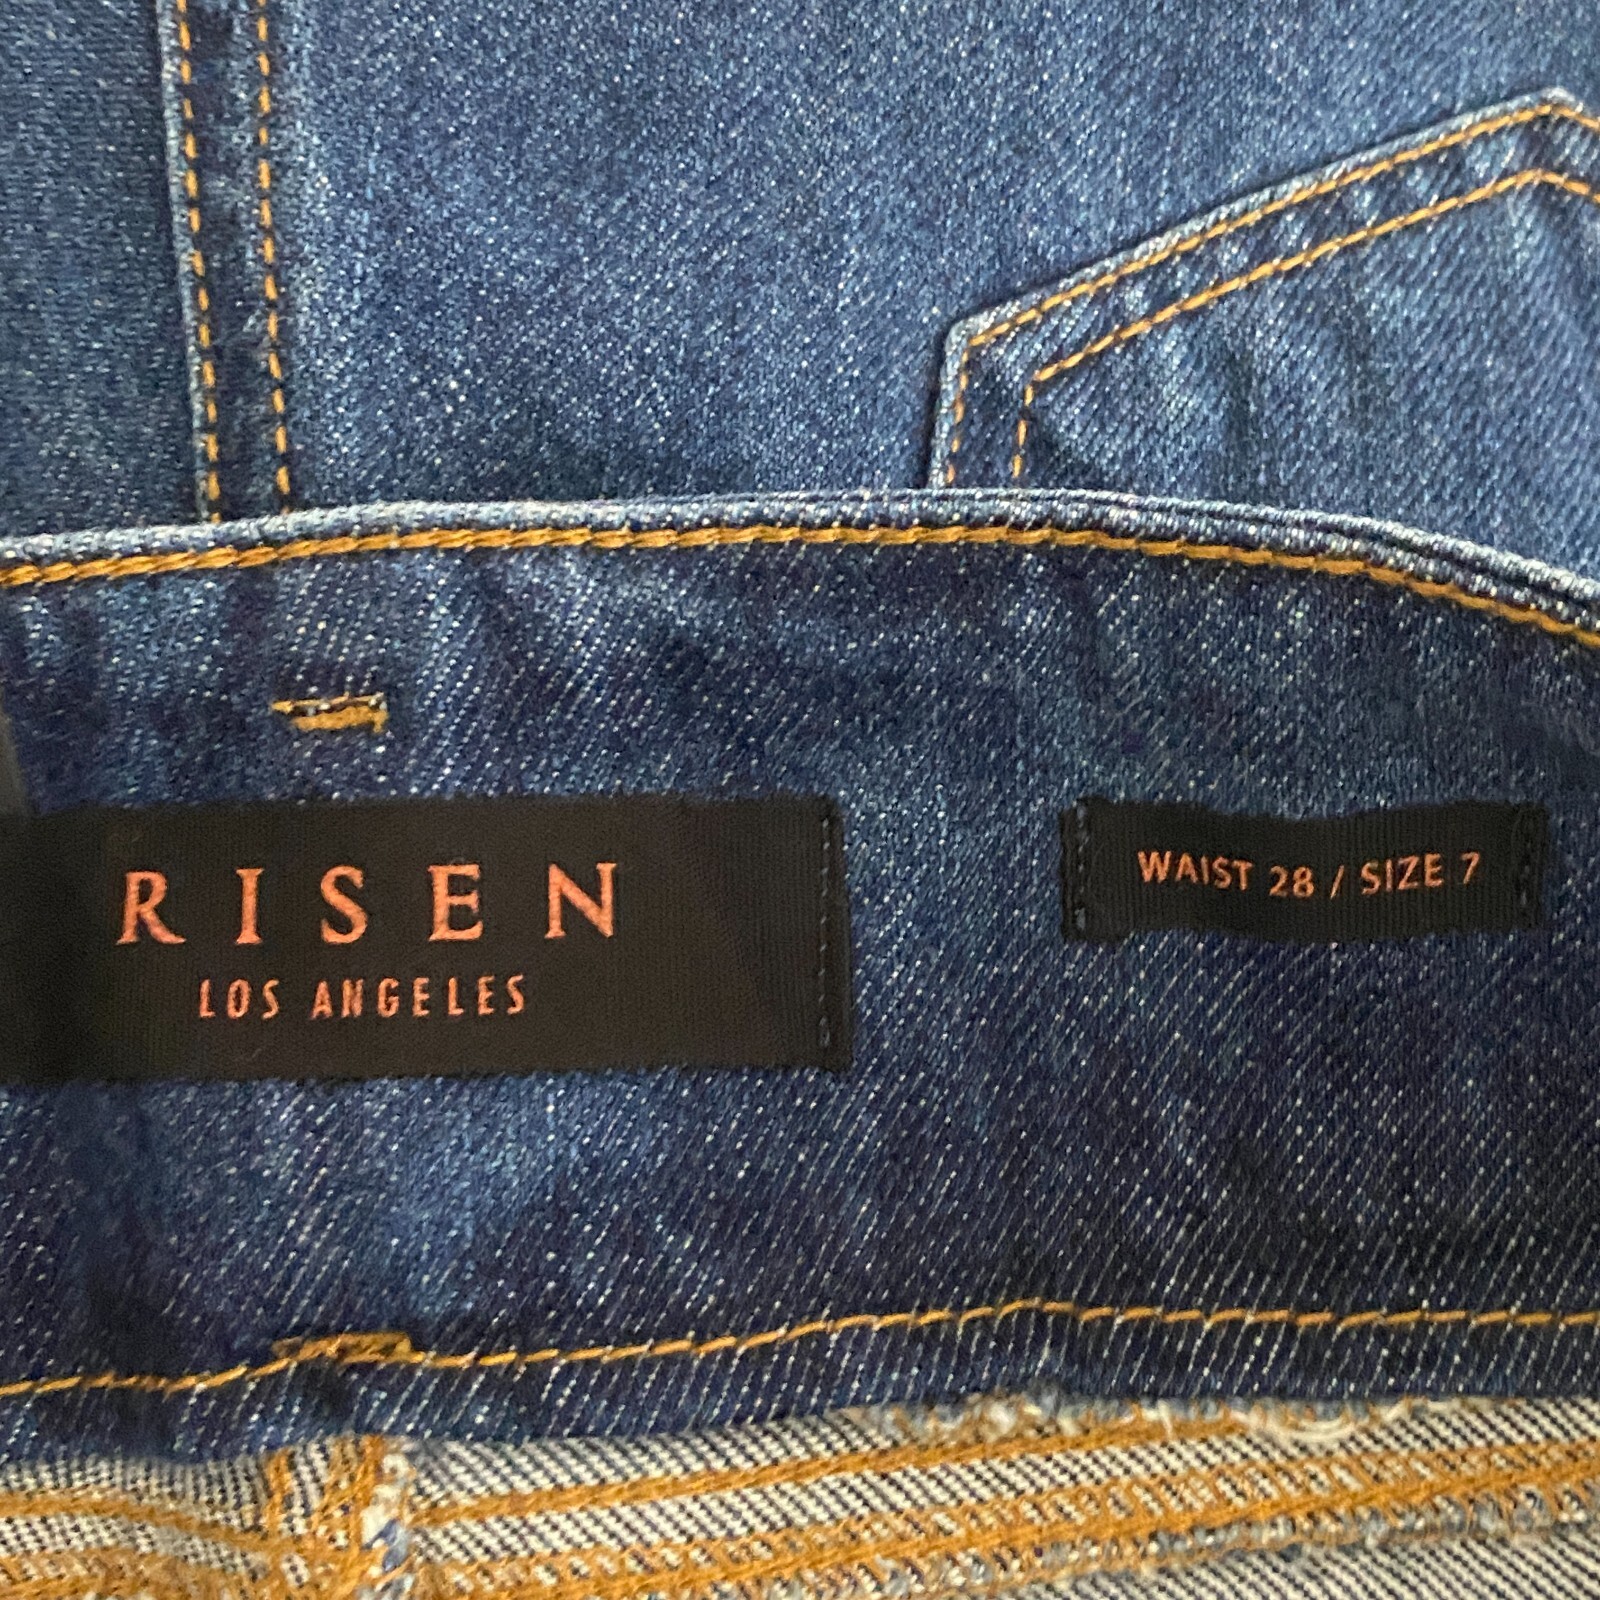 RISEN
LOS ANGELES
WAIST 28 / SIZE 7